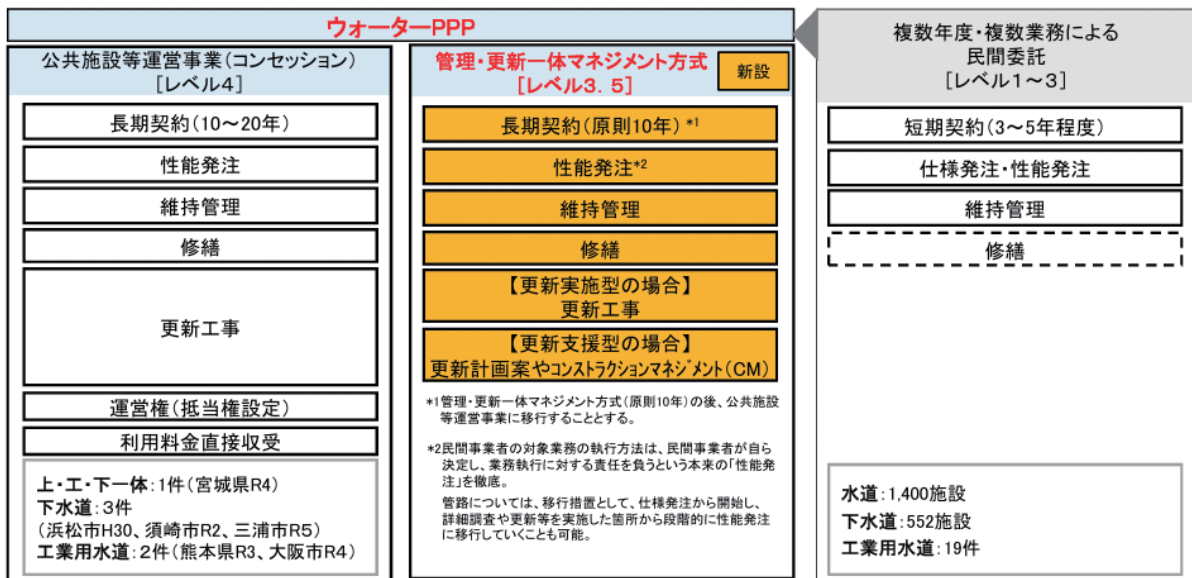 ウォーターPPP
公共施設等運営事業(コンセッション)
[レベル4]
長期契約(10～20年)
性能発注
維持管理
修繕
更新工事
運営権(抵当権設定)
利用料金直接収受
上・工・下一体:1件(宮城県R4)
下水道:3件
(浜松市H30、須崎市R2、三浦市R5)
工業用水道:2件(熊本県R3、大阪市R4)
管理・更新一体マネジメント方式
[レベル3.5]
新設
長期契約(原則10年) *1
性能発注*2
維持管理
修繕
【更新実施型の場合】
更新工事
【更新支援型の場合】
更新計画案やコンストラクションマネジメント(CM)
*1管理・更新一体マネジメント方式(原則10年)の後、公共施設
等運営事業に移行することとする。
*2民間事業者の対象業務の執行方法は、民間事業者が自ら
決定し、業務執行に対する責任を負うという本来の「性能発
注」を徹底。
管路については、移行措置として、仕様発注から開始し、
詳細調査や更新等を実施した箇所から段階的に性能発注
に移行していくことも可能。
複数年度・複数業務による
民間委託
[レベル1～3]
短期契約(3～5年程度)
仕様発注・性能発注
維持管理
修繕
水道:1,400施設
下水道:552施設
工業用水道:19件